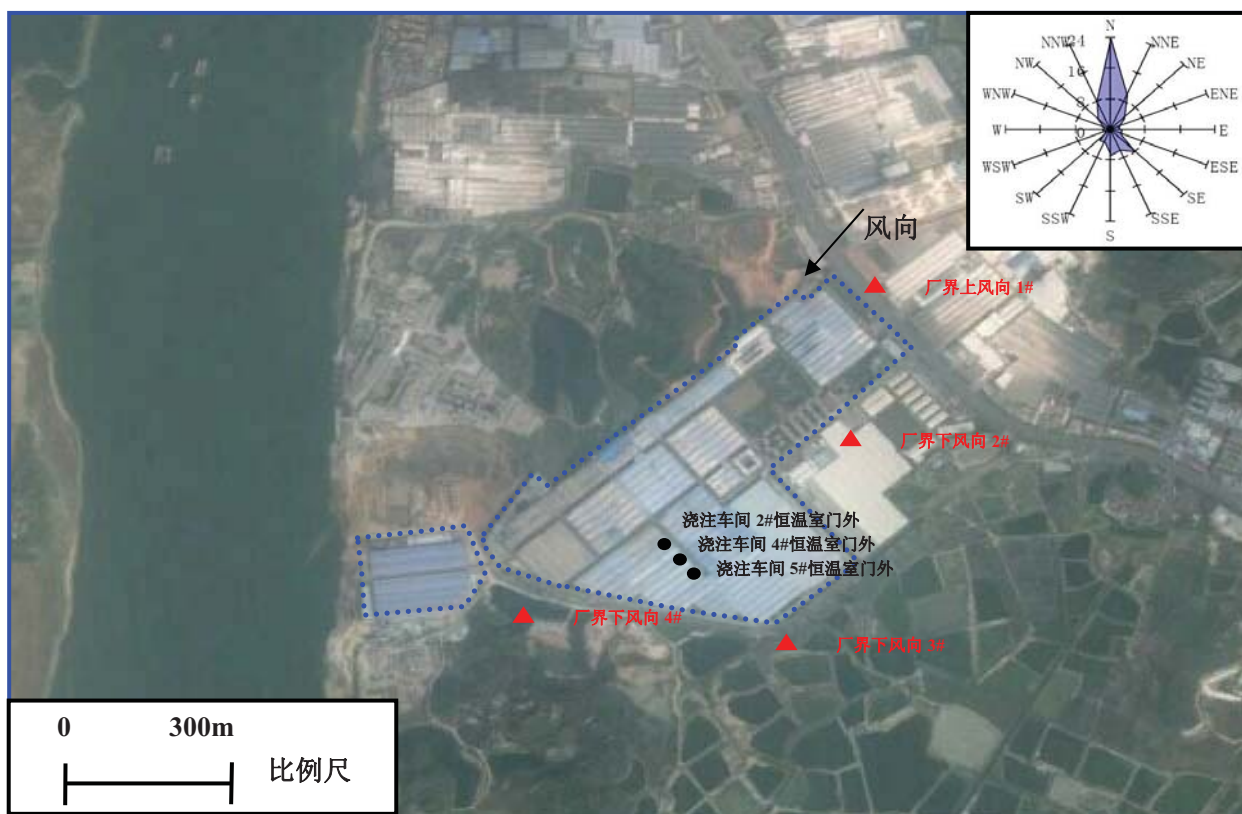 N
NNW
24
NNE
NW
16
NE
WNW
8
ENE
W
0
E
WSW
ESE
SW
SE
SSW
SSE
S
风向
厂界上风向 1#
厂界下风向 2#
浇注车间 2#恒温室门外
浇注车间 4#恒温室门外
浇注车间 5#恒温室门外
厂界下风向 4#
厂界下风向 3#
0 300m
比例尺